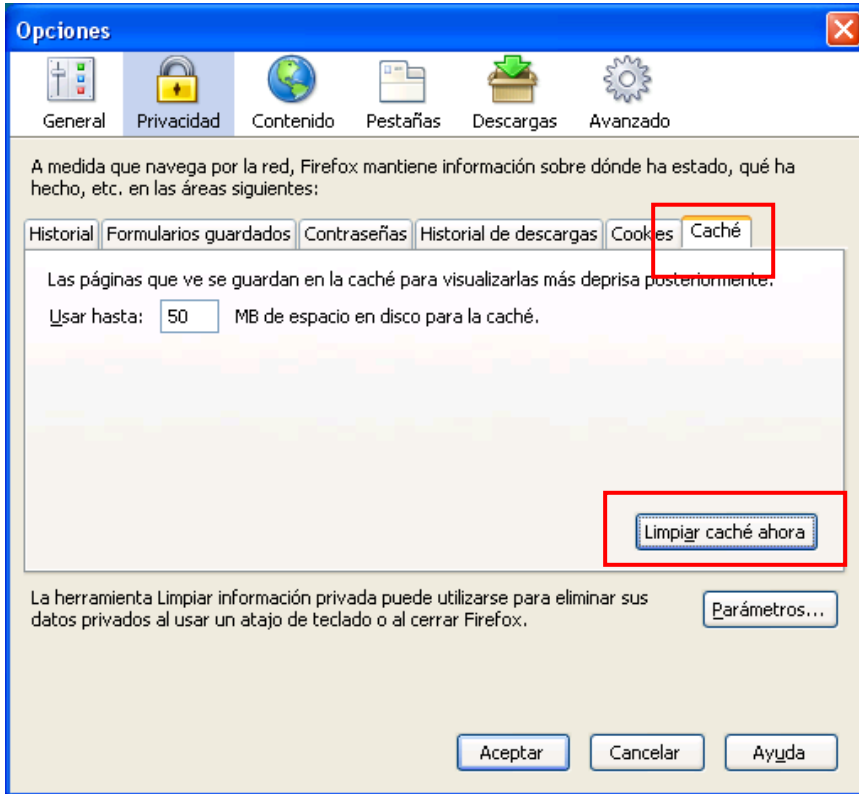 Opciones
General Privacidad Contenido Pestañas Descargas Avanzado
A medida que navega por la red, Firefox mantiene información sobre dónde ha estado, qué ha
hecho, etc. en las áreas siguientes:
Historial Formularios guardados Contraseñas Historial de descargas Cookies Caché
Las páginas que ve se guardan en la caché para visualizarlas más deprisa posteriormente.
Usar hasta: 50 MB de espacio en disco para la caché.
Limpiar caché ahora
La herramienta Limpiar información privada puede utilizarse para eliminar sus
datos privados al usar un atajo de teclado o al cerrar Firefox.
Parámetros...
Aceptar Cancelar Ayuda